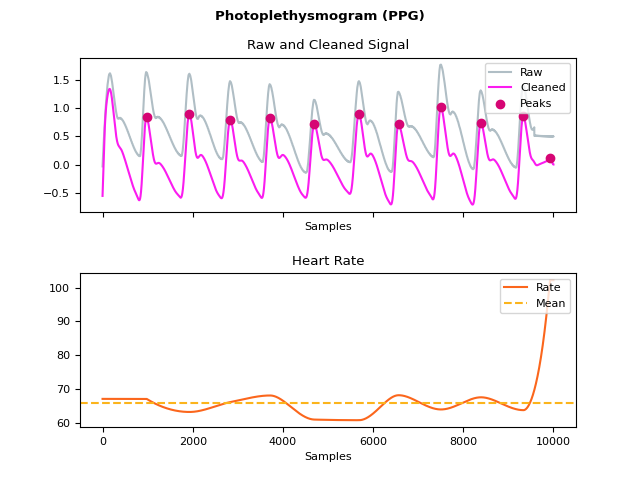 Photoplethysmogram (PPG)
Raw and Cleaned Signal
Raw
Cleaned
Peaks
1.5
1.0
0.5
0.0
−0.5
Samples
Heart Rate
Rate
Mean
100
90
80
70
60
0 2000 4000 6000 8000 10000
Samples